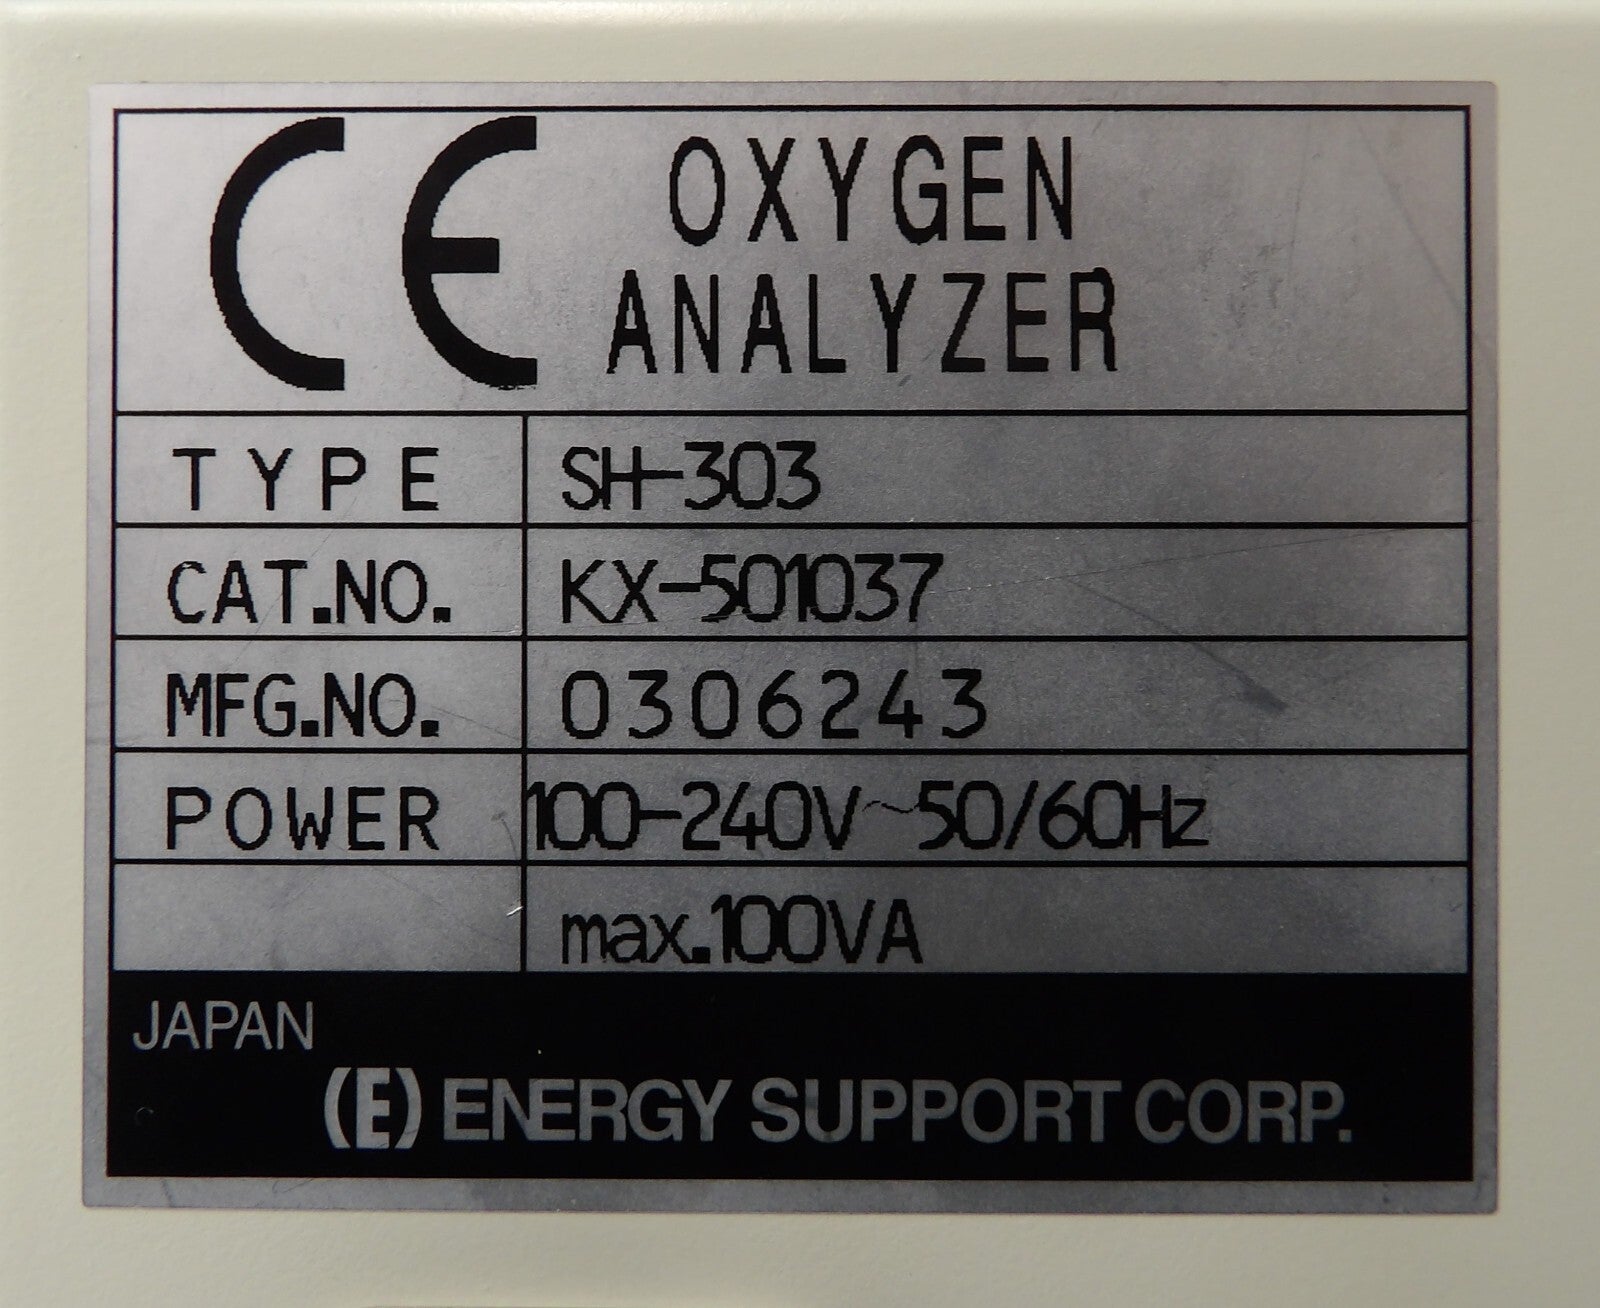 CE OXYGEN
ANALYZER
TYPE SH-303
CAT.NO. KX-501037
MFG.NO. 0306243
POWER 100-240V~50/60Hz
max.100VA
JAPAN
(E) ENERGY SUPPORT CORP.